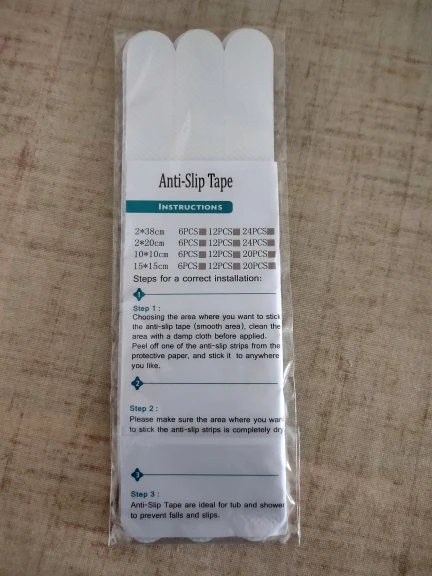 Anti-Slip Tape
INSTRUCTIONS
2*38cm 6PCS 12PCS 24PCS
2*20cm 6PCS 12PCS 24PCS
10*10cm 6PCS 12PCS 20PCS
15*15cm 6PCS 12PCS 20PCS
Steps for a correct installation:
1
Step 1 :
Choosing the area where you want to stick
the anti-slip tape (smooth area), clean the
area with a damp cloth before applied.
Peel off one of the anti-slip strips from the
protective paper, and stick it to anywhere
you like.
2
Step 2 :
Please make sure the area where you want
to stick the anti-slip strips is completely dry
3
Step 3 :
Anti-Slip Tape are ideal for tub and shower
to prevent falls and slips.